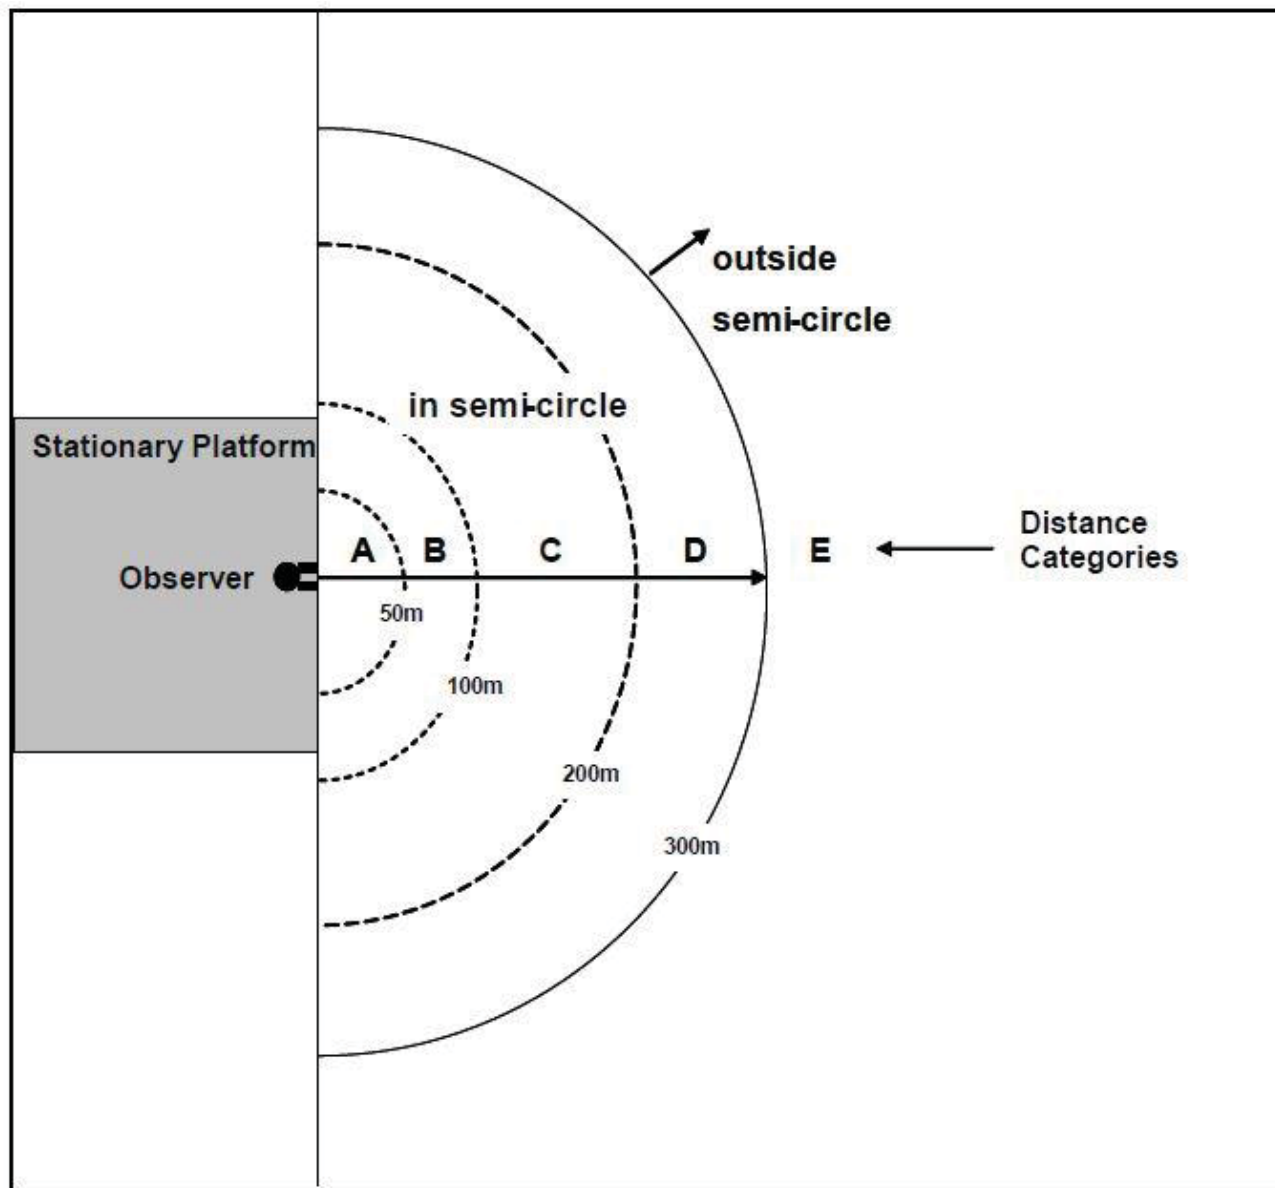 outside
semi-circle
in semi-circle
Stationary Platform
Distance
Categories
A B C D E
Observer
50m
100m
200m
300m